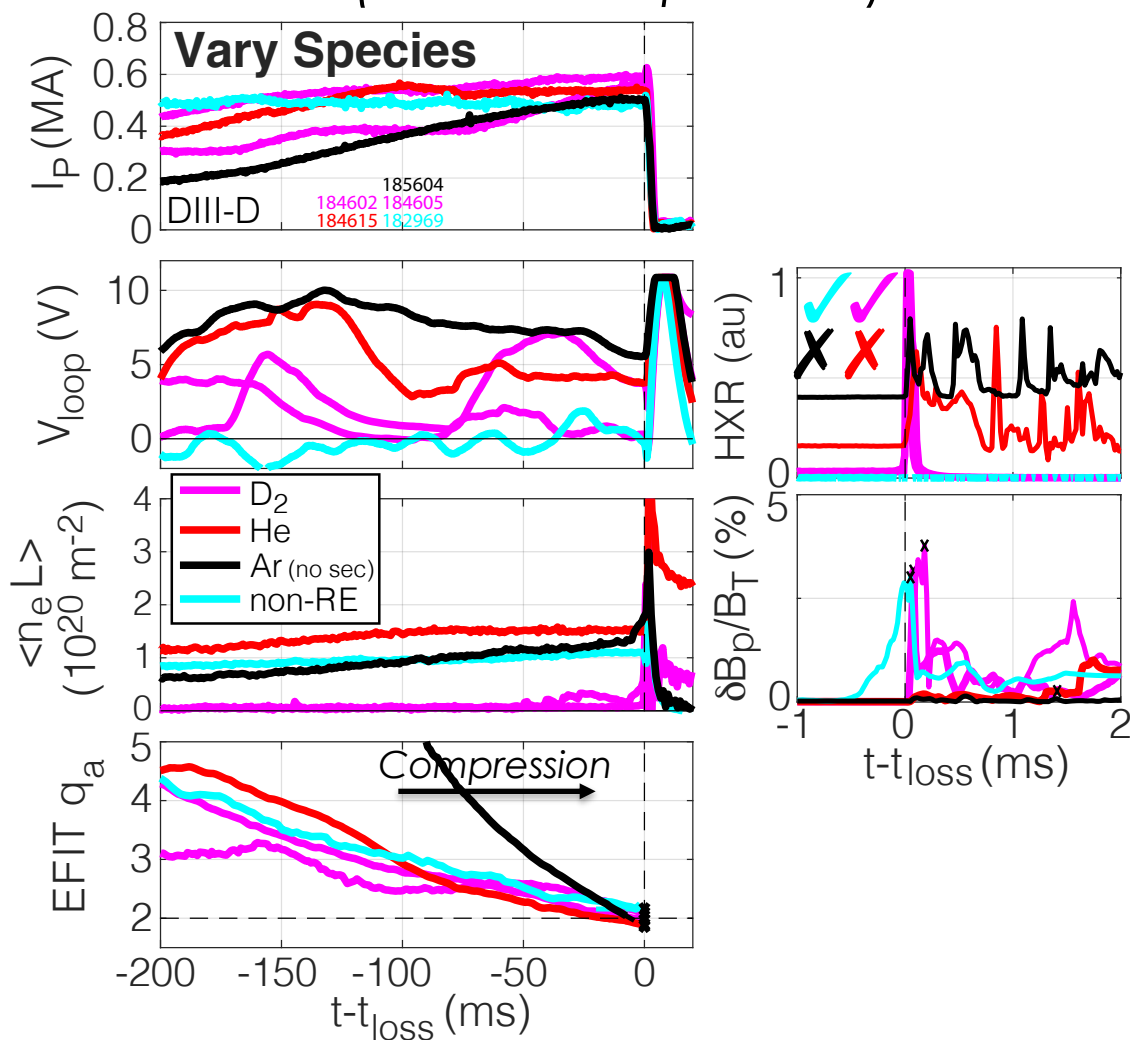 Vary Species
0.8
0.6
0.4
0.2
0
I_P (MA)
DIII-D
185604
184602 184605
184615 182969
10
5
0
V_loop (V)
D_2
He
Ar (no sec)
non-RE
4
3
2
1
0
<n_e L>
(10^20 m^-2)
5
4
3
2
EFIT q_a
Compression
-200 -150 -100 -50 0
t-t_loss (ms)
1
0
HXR (au)
✓ ✓
X X
5
0
δB_p/B_T (%)
x x
x
x
-1 0 1 2
t-t_loss (ms)